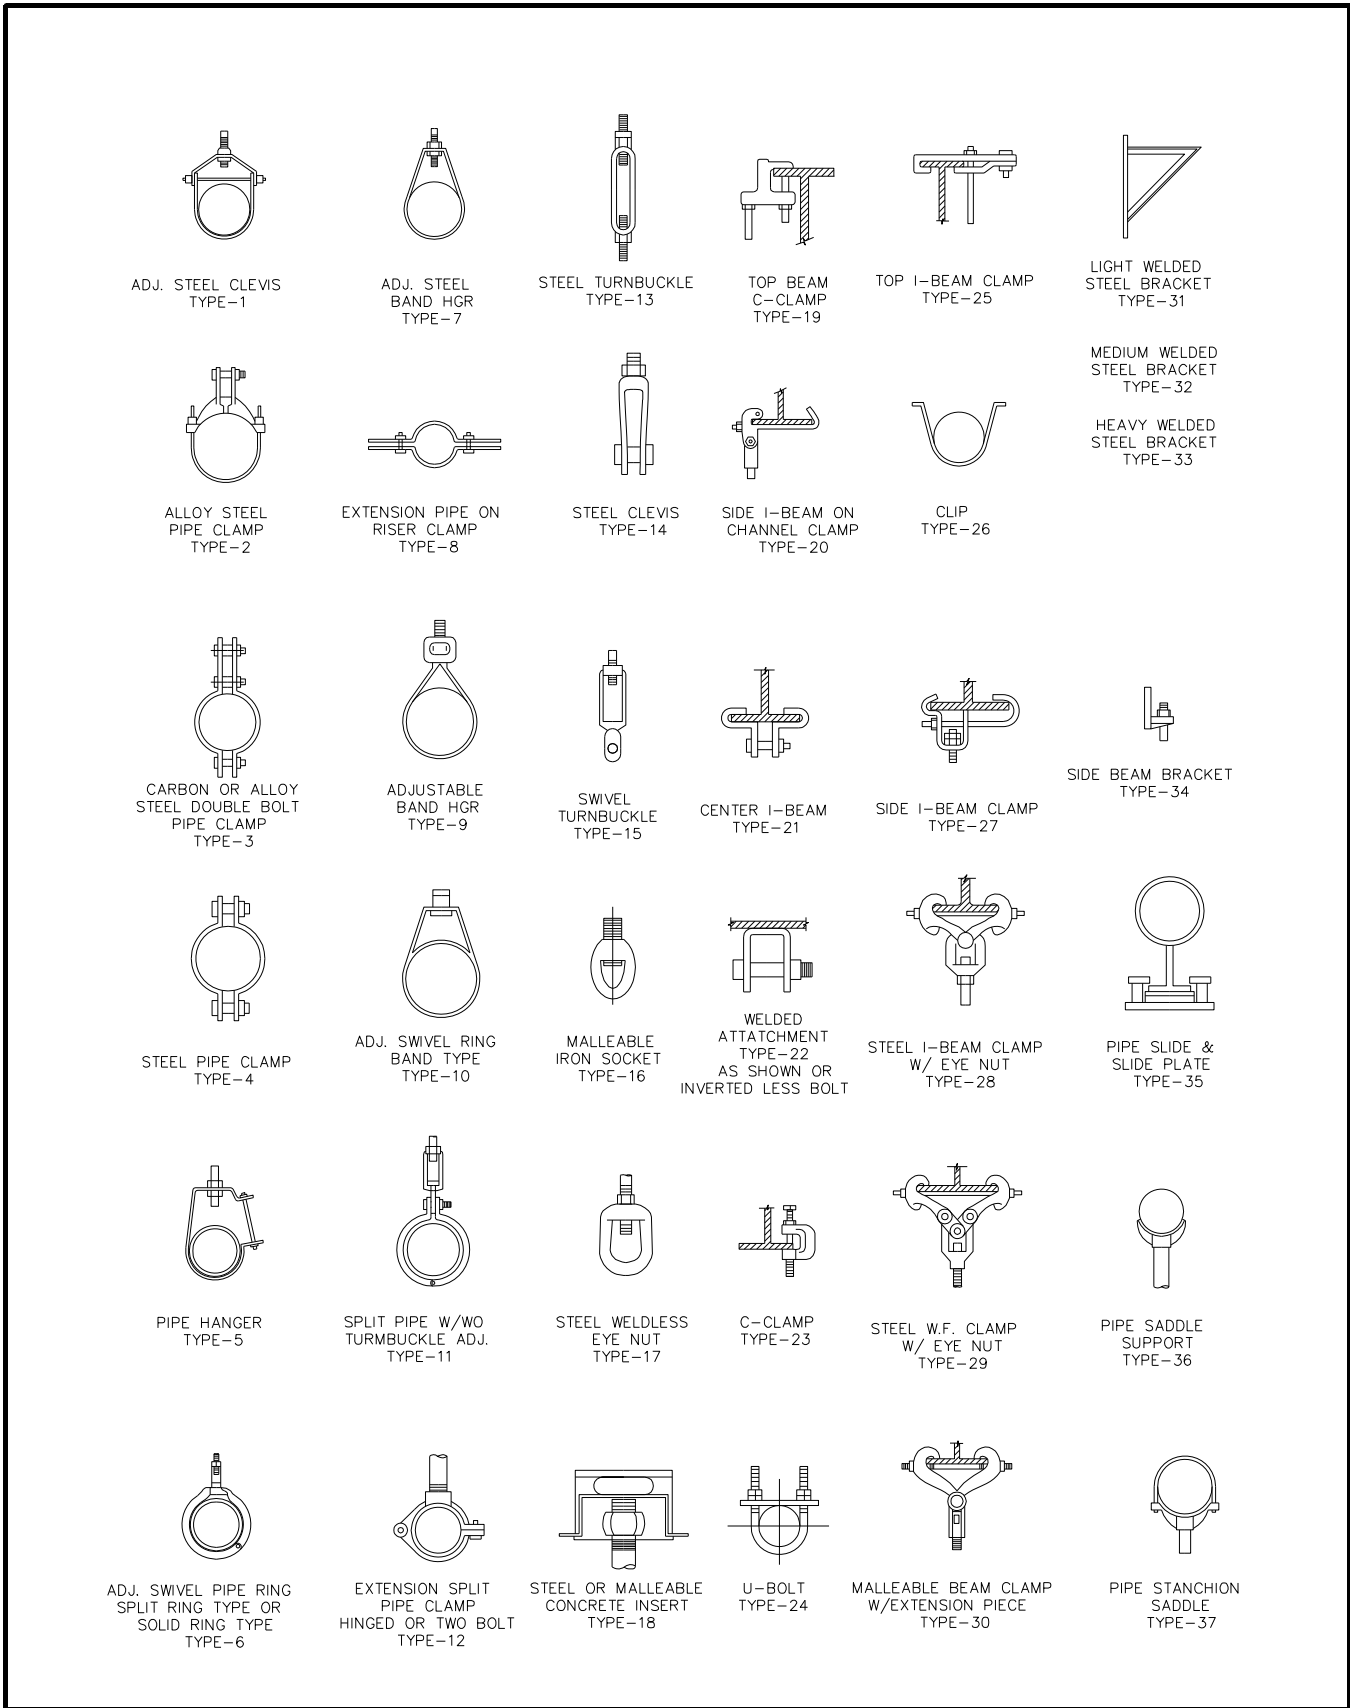 ADJ. STEEL CLEVIS
TYPE-1
ADJ. STEEL
BAND HGR
TYPE-7
STEEL TURNBUCKLE
TYPE-13
TOP BEAM
C-CLAMP
TYPE-19
TOP I-BEAM CLAMP
TYPE-25
LIGHT WELDED
STEEL BRACKET
TYPE-31
MEDIUM WELDED
STEEL BRACKET
TYPE-32
HEAVY WELDED
STEEL BRACKET
TYPE-33
ALLOY STEEL
PIPE CLAMP
TYPE-2
EXTENSION PIPE ON
RISER CLAMP
TYPE-8
STEEL CLEVIS
TYPE-14
SIDE I-BEAM ON
CHANNEL CLAMP
TYPE-20
CLIP
TYPE-26
CARBON OR ALLOY
STEEL DOUBLE BOLT
PIPE CLAMP
TYPE-3
ADJUSTABLE
BAND HGR
TYPE-9
SWIVEL
TURNBUCKLE
TYPE-15
CENTER I-BEAM
TYPE-21
SIDE I-BEAM CLAMP
TYPE-27
SIDE BEAM BRACKET
TYPE-34
STEEL PIPE CLAMP
TYPE-4
ADJ. SWIVEL RING
BAND TYPE
TYPE-10
MALLEABLE
IRON SOCKET
TYPE-16
WELDED
ATTATCHMENT
TYPE-22
AS SHOWN OR
INVERTED LESS BOLT
STEEL I-BEAM CLAMP
W/ EYE NUT
TYPE-28
PIPE SLIDE &
SLIDE PLATE
TYPE-35
PIPE HANGER
TYPE-5
SPLIT PIPE W/WO
TURMBUCKLE ADJ.
TYPE-11
STEEL WELDLESS
EYE NUT
TYPE-17
C-CLAMP
TYPE-23
STEEL W.F. CLAMP
W/ EYE NUT
TYPE-29
PIPE SADDLE
SUPPORT
TYPE-36
ADJ. SWIVEL PIPE RING
SPLIT RING TYPE OR
SOLID RING TYPE
TYPE-6
EXTENSION SPLIT
PIPE CLAMP
HINGED OR TWO BOLT
TYPE-12
STEEL OR MALLEABLE
CONCRETE INSERT
TYPE-18
U-BOLT
TYPE-24
MALLEABLE BEAM CLAMP
W/EXTENSION PIECE
TYPE-30
PIPE STANCHION
SADDLE
TYPE-37